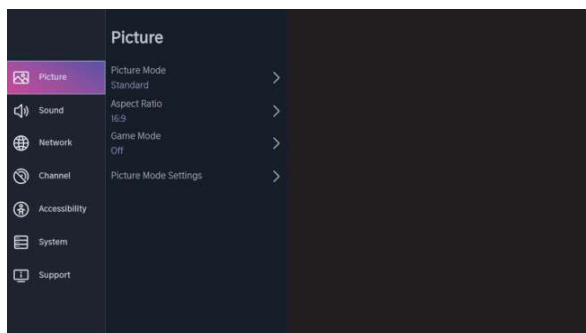 Picture
Picture
Sound
Network
Channel
Accessibility
System
Support
Picture Mode
Standard
Aspect Ratio
16:9
Game Mode
Off
Picture Mode Settings